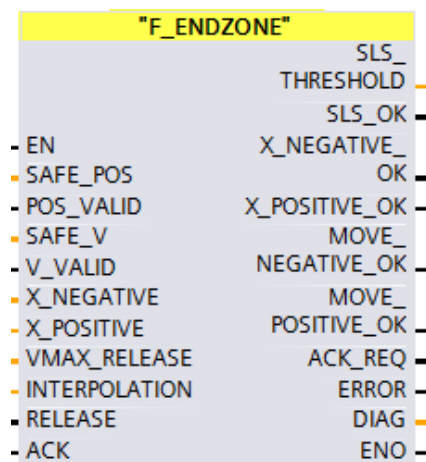 "F_ENDZONE"
SLS_
THRESHOLD
SLS_OK
EN
X_NEGATIVE_
OK
SAFE_POS
POS_VALID
X_POSITIVE_OK
SAFE_V
MOVE_
NEGATIVE_OK
V_VALID
X_NEGATIVE
MOVE_
POSITIVE_OK
X_POSITIVE
VMAX_RELEASE
ACK_REQ
INTERPOLATION
ERROR
RELEASE
DIAG
ACK
ENO